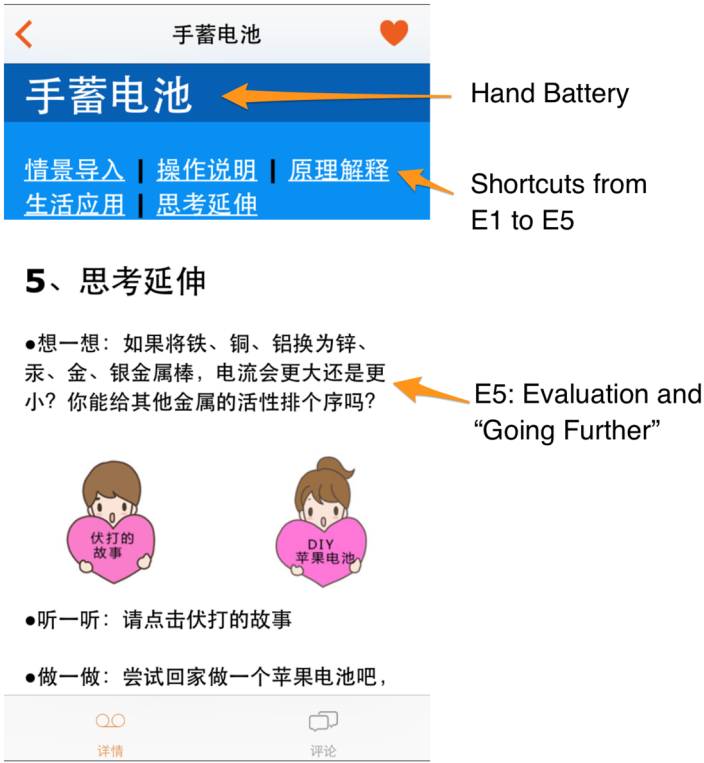 手蓄电池
手蓄电池
Hand Battery
情景导入 | 操作说明 | 原理解释
生活应用 | 思考延伸
Shortcuts from
E1 to E5
5、思考延伸
●想一想：如果将铁、铜、铝换为锌、
汞、金、银金属棒，电流会更大还是更
小？你能给其他金属的活性排个序吗？
E5: Evaluation and
“Going Further”
伏打的
故事
DIY
苹果电池
●听一听：请点击伏打的故事
●做一做：尝试回家做一个苹果电池吧，
详情
评论